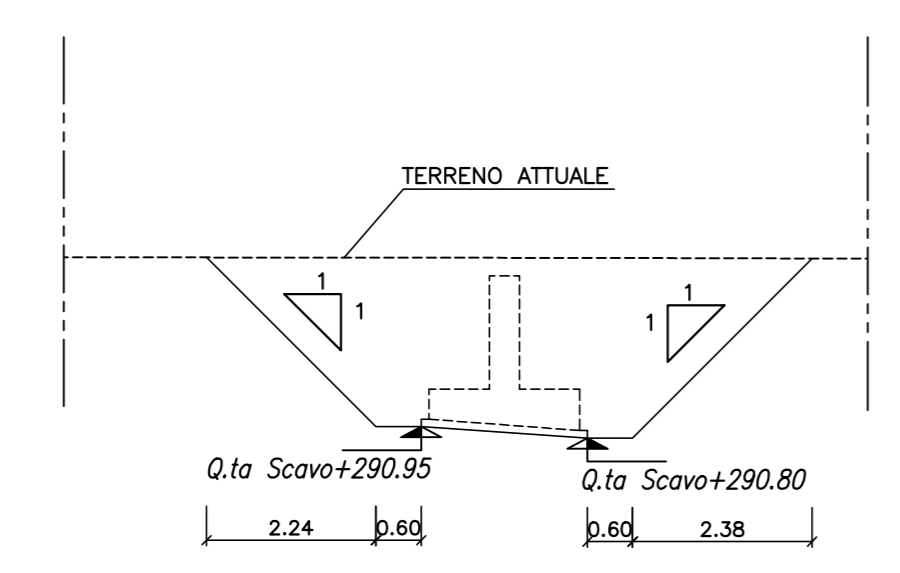 TERRENO ATTUALE
1
1
1
1
Q.ta Scavo+290.95
Q.ta Scavo+290.80
2.24
0.60
0.60
2.38